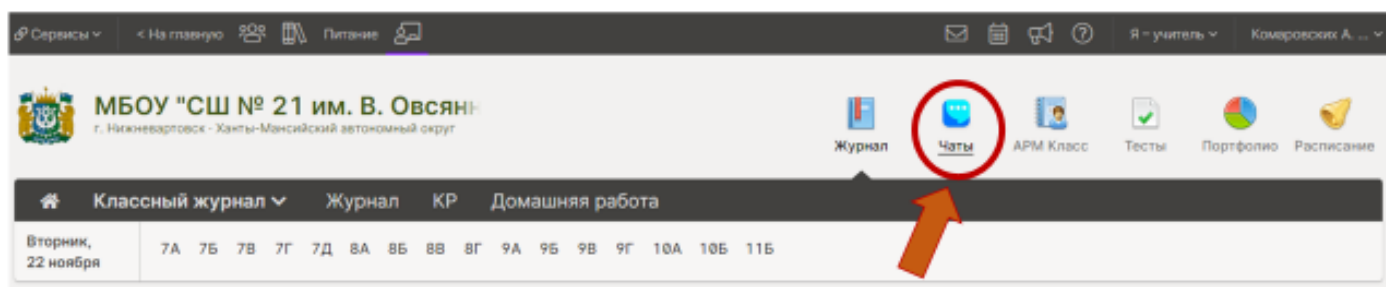 Сервисы < На главную Питание Я - учитель Комаровских А. ...
МБОУ "СШ № 21 им. В. Овсянн
г. Нижневартовск - Ханты-Мансийский автономный округ
Журнал Чаты АРМ Класс Тесты Портфолио Расписание
Классный журнал Журнал КР Домашняя работа
Вторник,
22 ноября
7А 7Б 7В 7Г 7Д 8А 8Б 8В 8Г 9А 9Б 9В 9Г 10А 10Б 11Б